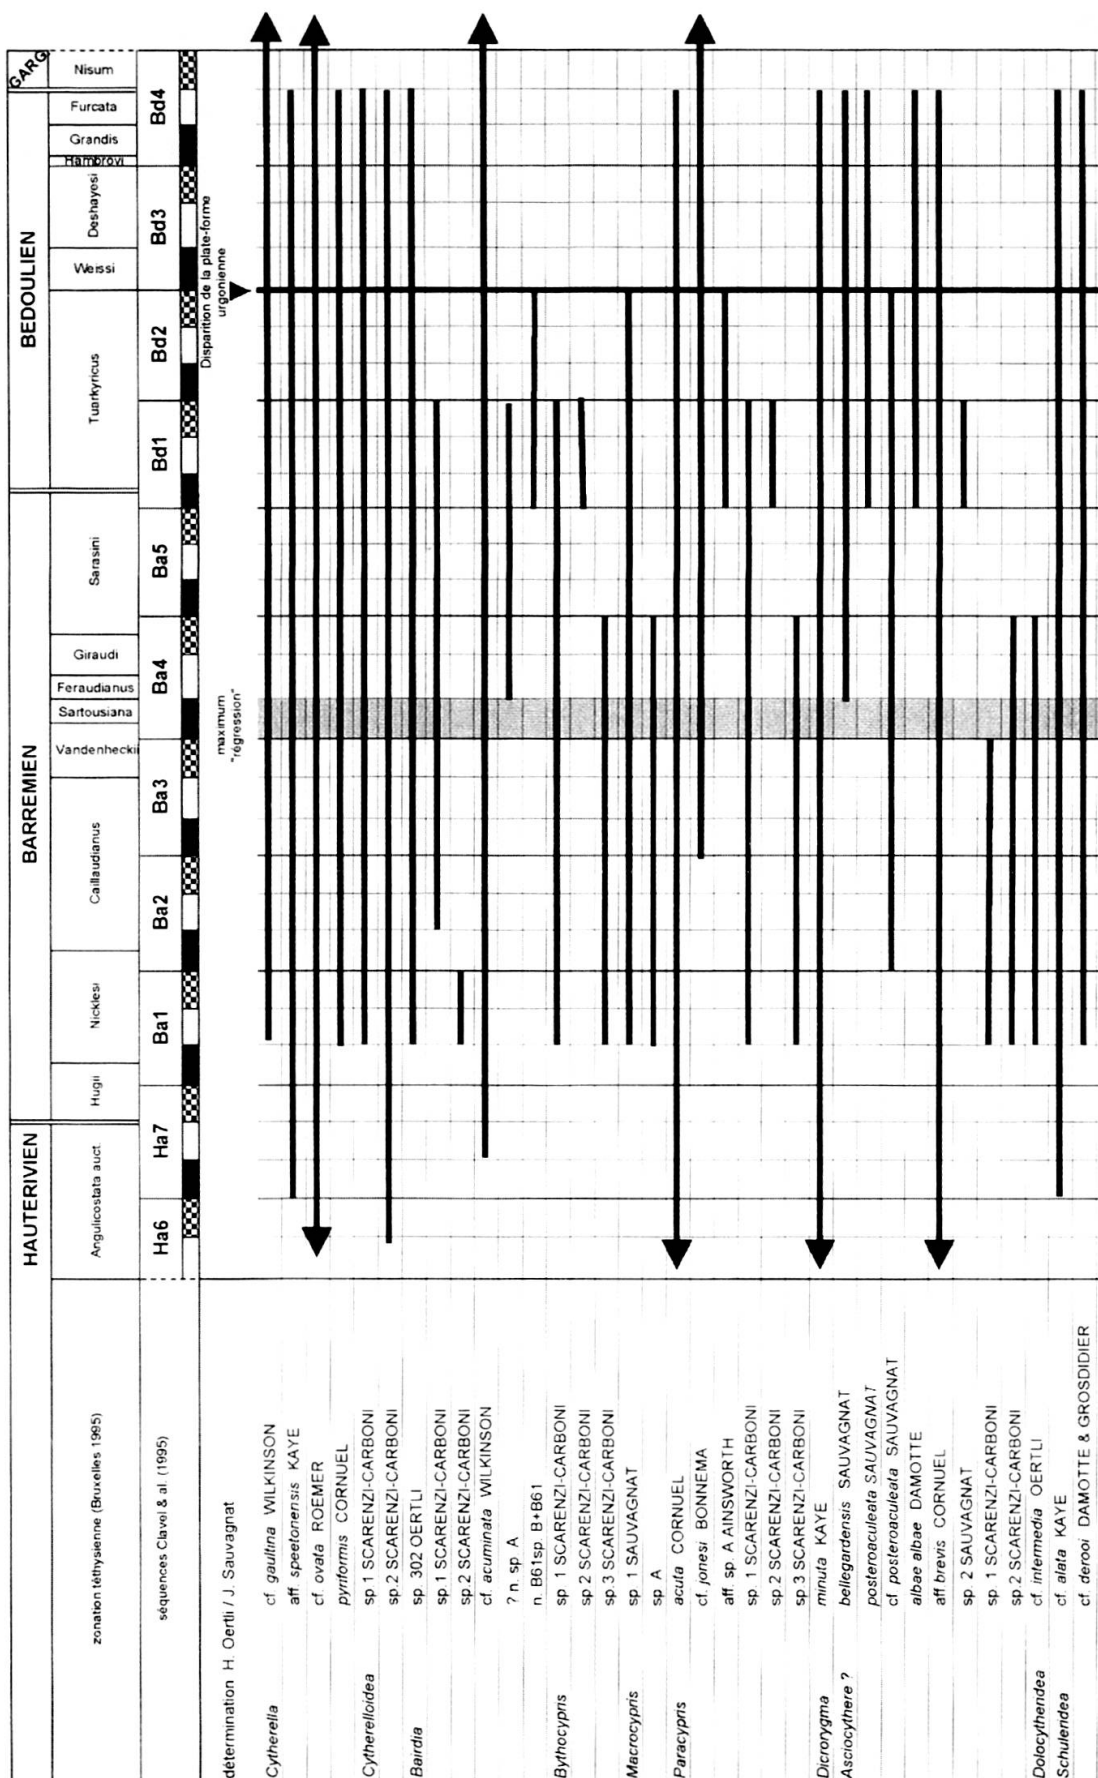 GARG
BEDOULIEN
BARREMIEN
HAUTERIVIEN
Nisum
Furcata
Grandis
Hambrovi
Deshayesi
Weissi
Tuarkyricus
Sarasini
Giraudi
Feraudianus
Sartousiana
Vandenheckii
Caillaudianus
Nicklesi
Hugii
Angulicostata auct.
zonation téthysienne (Bruxelles 1995)
Bd4
Bd3
Bd2
Bd1
Ba5
Ba4
Ba3
Ba2
Ba1
Ha7
Ha6
séquences Clavel & al. (1995)
Disparition de la plate-forme
urgonienne
maximum
"régression"
détermination H. Oertli / J. Sauvagnat
Cytherella cf. gaultina WILKINSON
aff. speetonensis KAYE
cf. ovata ROEMER
pyriformis CORNUEL
Cytherelloidea sp. 1 SCARENZI-CARBONI
sp.2 SCARENZI-CARBONI
Bairdia sp. 302 OERTLI
sp.1 SCARENZI-CARBONI
sp.2 SCARENZI-CARBONI
cf. acuminata WILKINSON
? n. sp A
n. B61sp. B+B61
Bythocypris sp 1 SCARENZI-CARBONI
sp 2 SCARENZI-CARBONI
sp.3 SCARENZI-CARBONI
Macrocypris sp 1 SAUVAGNAT
sp A
Paracypris acuta CORNUEL
cf. jonesi BONNEMA
aff. sp. A AINSWORTH
sp. 1 SCARENZI-CARBONI
sp.2 SCARENZI-CARBONI
sp 3 SCARENZI-CARBONI
Dicrorygma minuta KAYE
Asciocythere ? bellegardensis SAUVAGNAT
posteroaculeata SAUVAGNAT
cf. posteroaculeata SAUVAGNAT
albae albae DAMOTTE
aff brevis CORNUEL
sp. 2 SAUVAGNAT
sp 1 SCARENZI-CARBONI
sp 2 SCARENZI-CARBONI
Dolocytheridea cf. intermedia OERTLI
Schuleridea cf. alata KAYE
cf. derooi DAMOTTE & GROSDIDIER